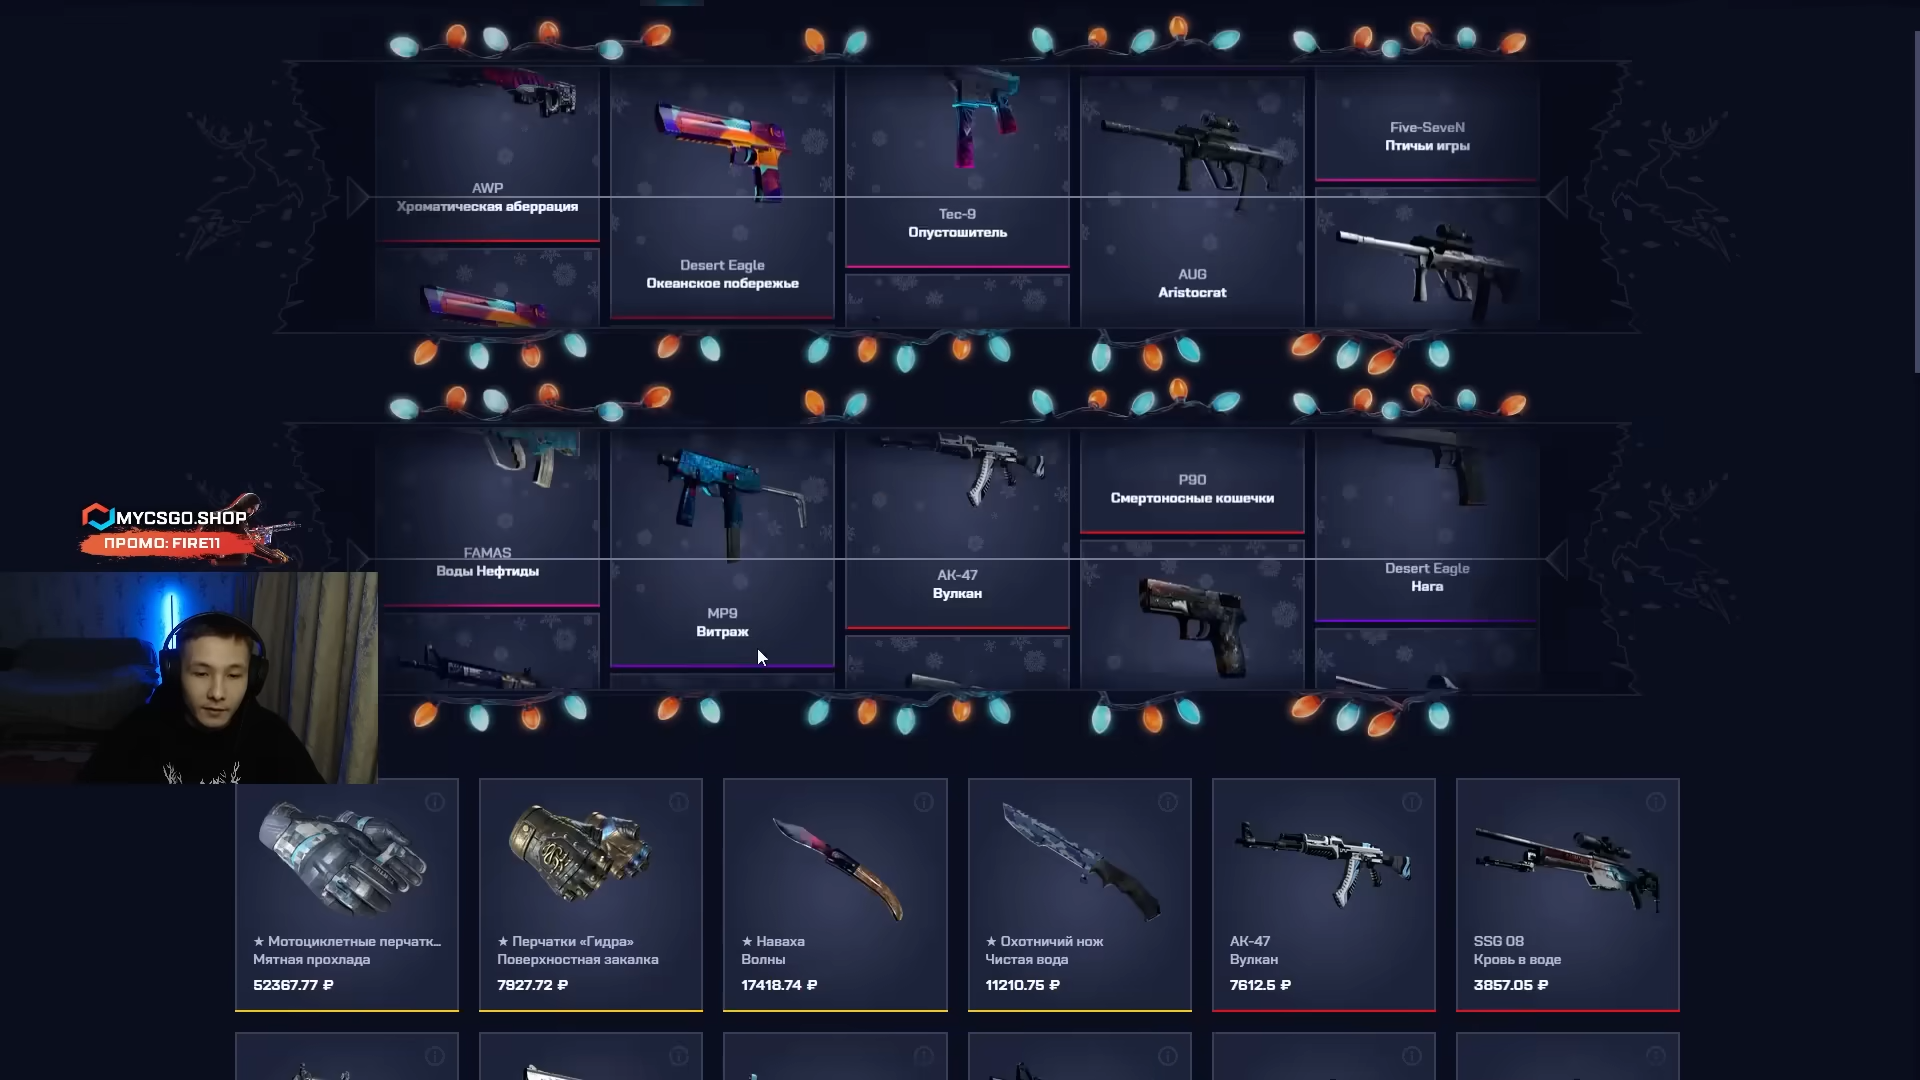 Five-SeveN
Птичьи игры
AWP
Хроматическая аберрация
Tec-9
Опустошитель
Desert Eagle
Океанское побережье
AUG
Aristocrat
P90
Смертоносные кошечки
MYCSGO.SHOP
ПРОМО: FIRE11
FAMAS
Воды Нефтиды
AK-47
Вулкан
Desert Eagle
Нага
MP9
Витраж
★ Мотоциклетные перчатк...
Мятная прохлада
52367.77 ₽
★ Перчатки «Гидра»
Поверхностная закалка
7927.72 ₽
★ Наваха
Волны
17418.74 ₽
★ Охотничий нож
Чистая вода
11210.75 ₽
AK-47
Вулкан
7612.5 ₽
SSG 08
Кровь в воде
3857.05 ₽